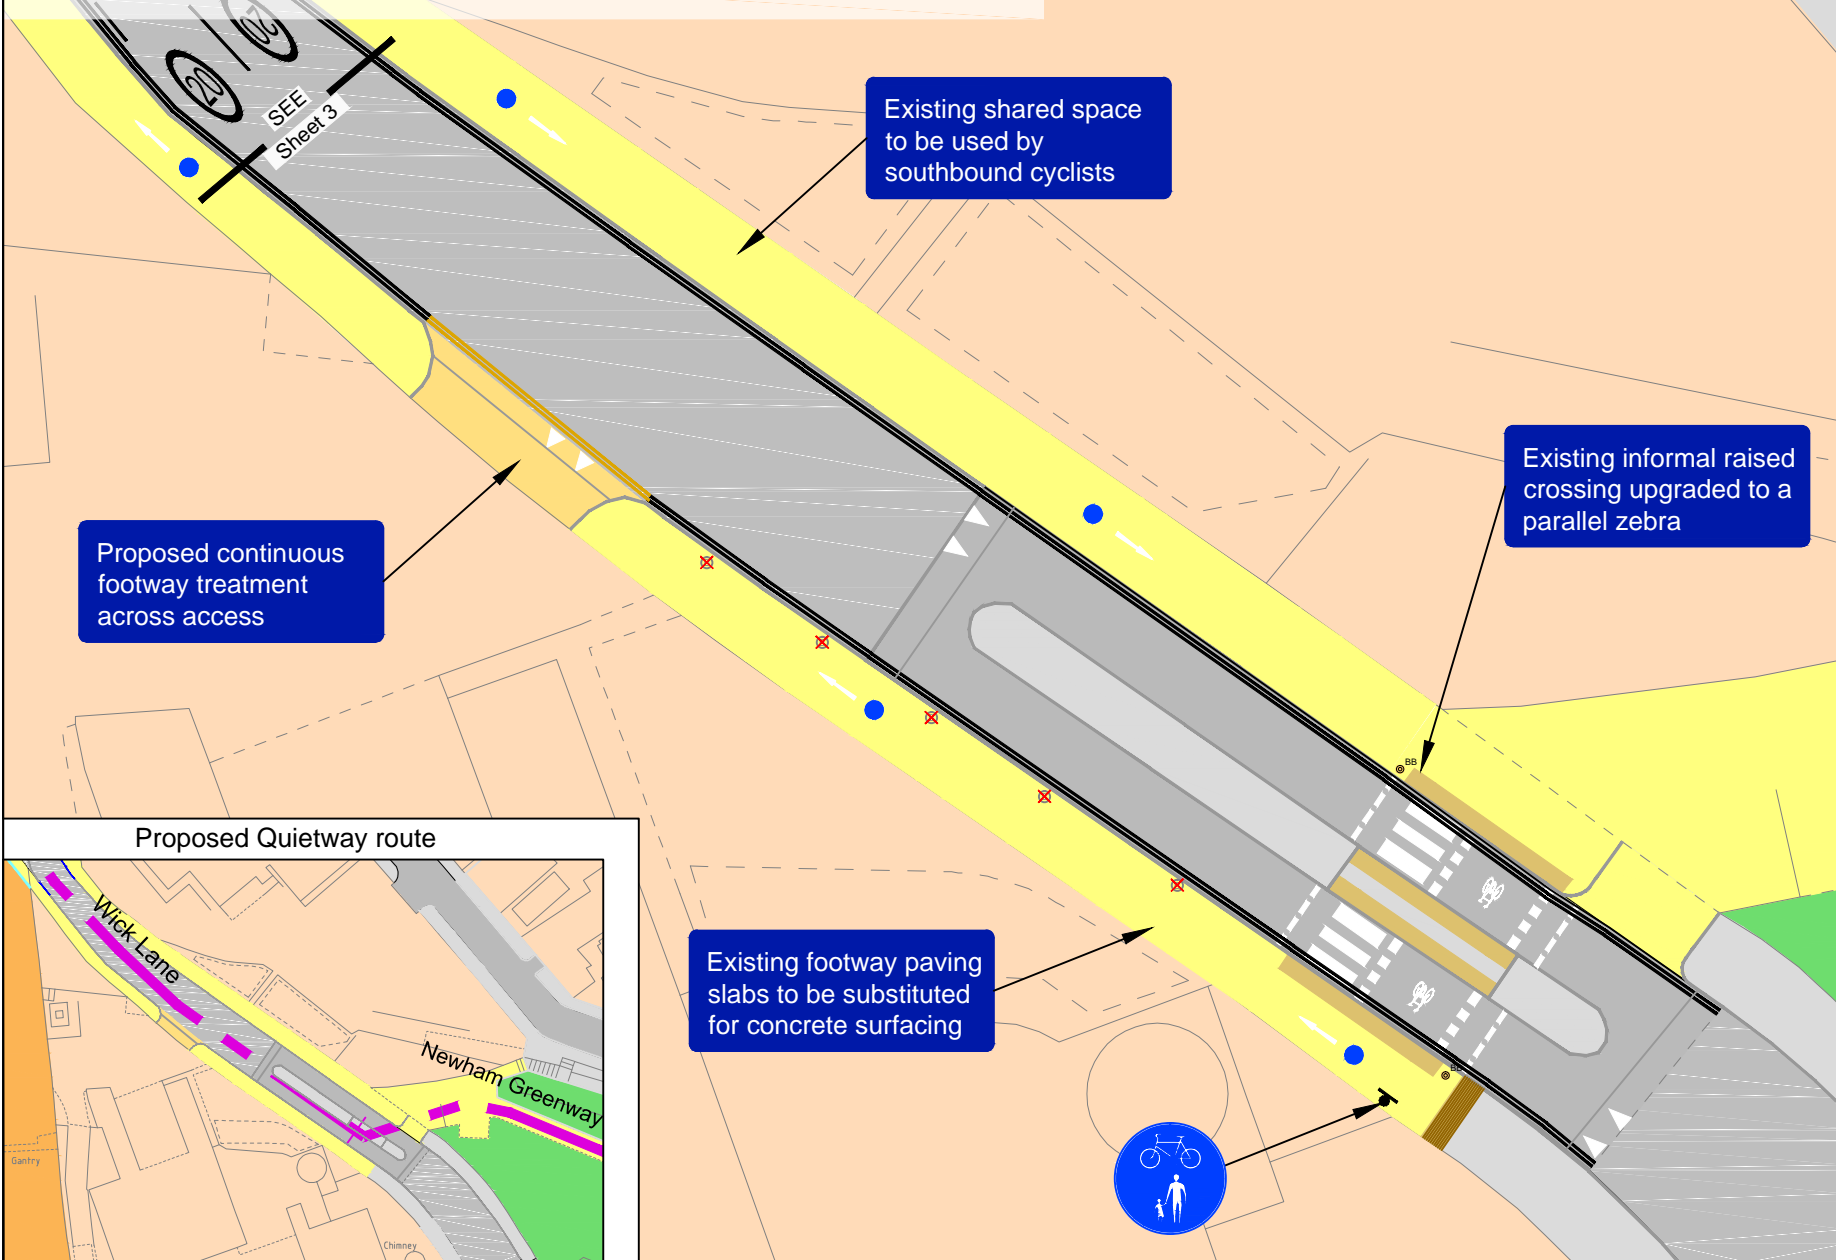 20
20
SEE
Sheet 3
Existing shared space
to be used by
southbound cyclists
Existing informal raised
crossing upgraded to a
parallel zebra
Proposed continuous
footway treatment
across access
BB
Existing footway paving
slabs to be substituted
for concrete surfacing
BB
Proposed Quietway route
Wick Lane
Newham Greenway
Gantry
Chimney